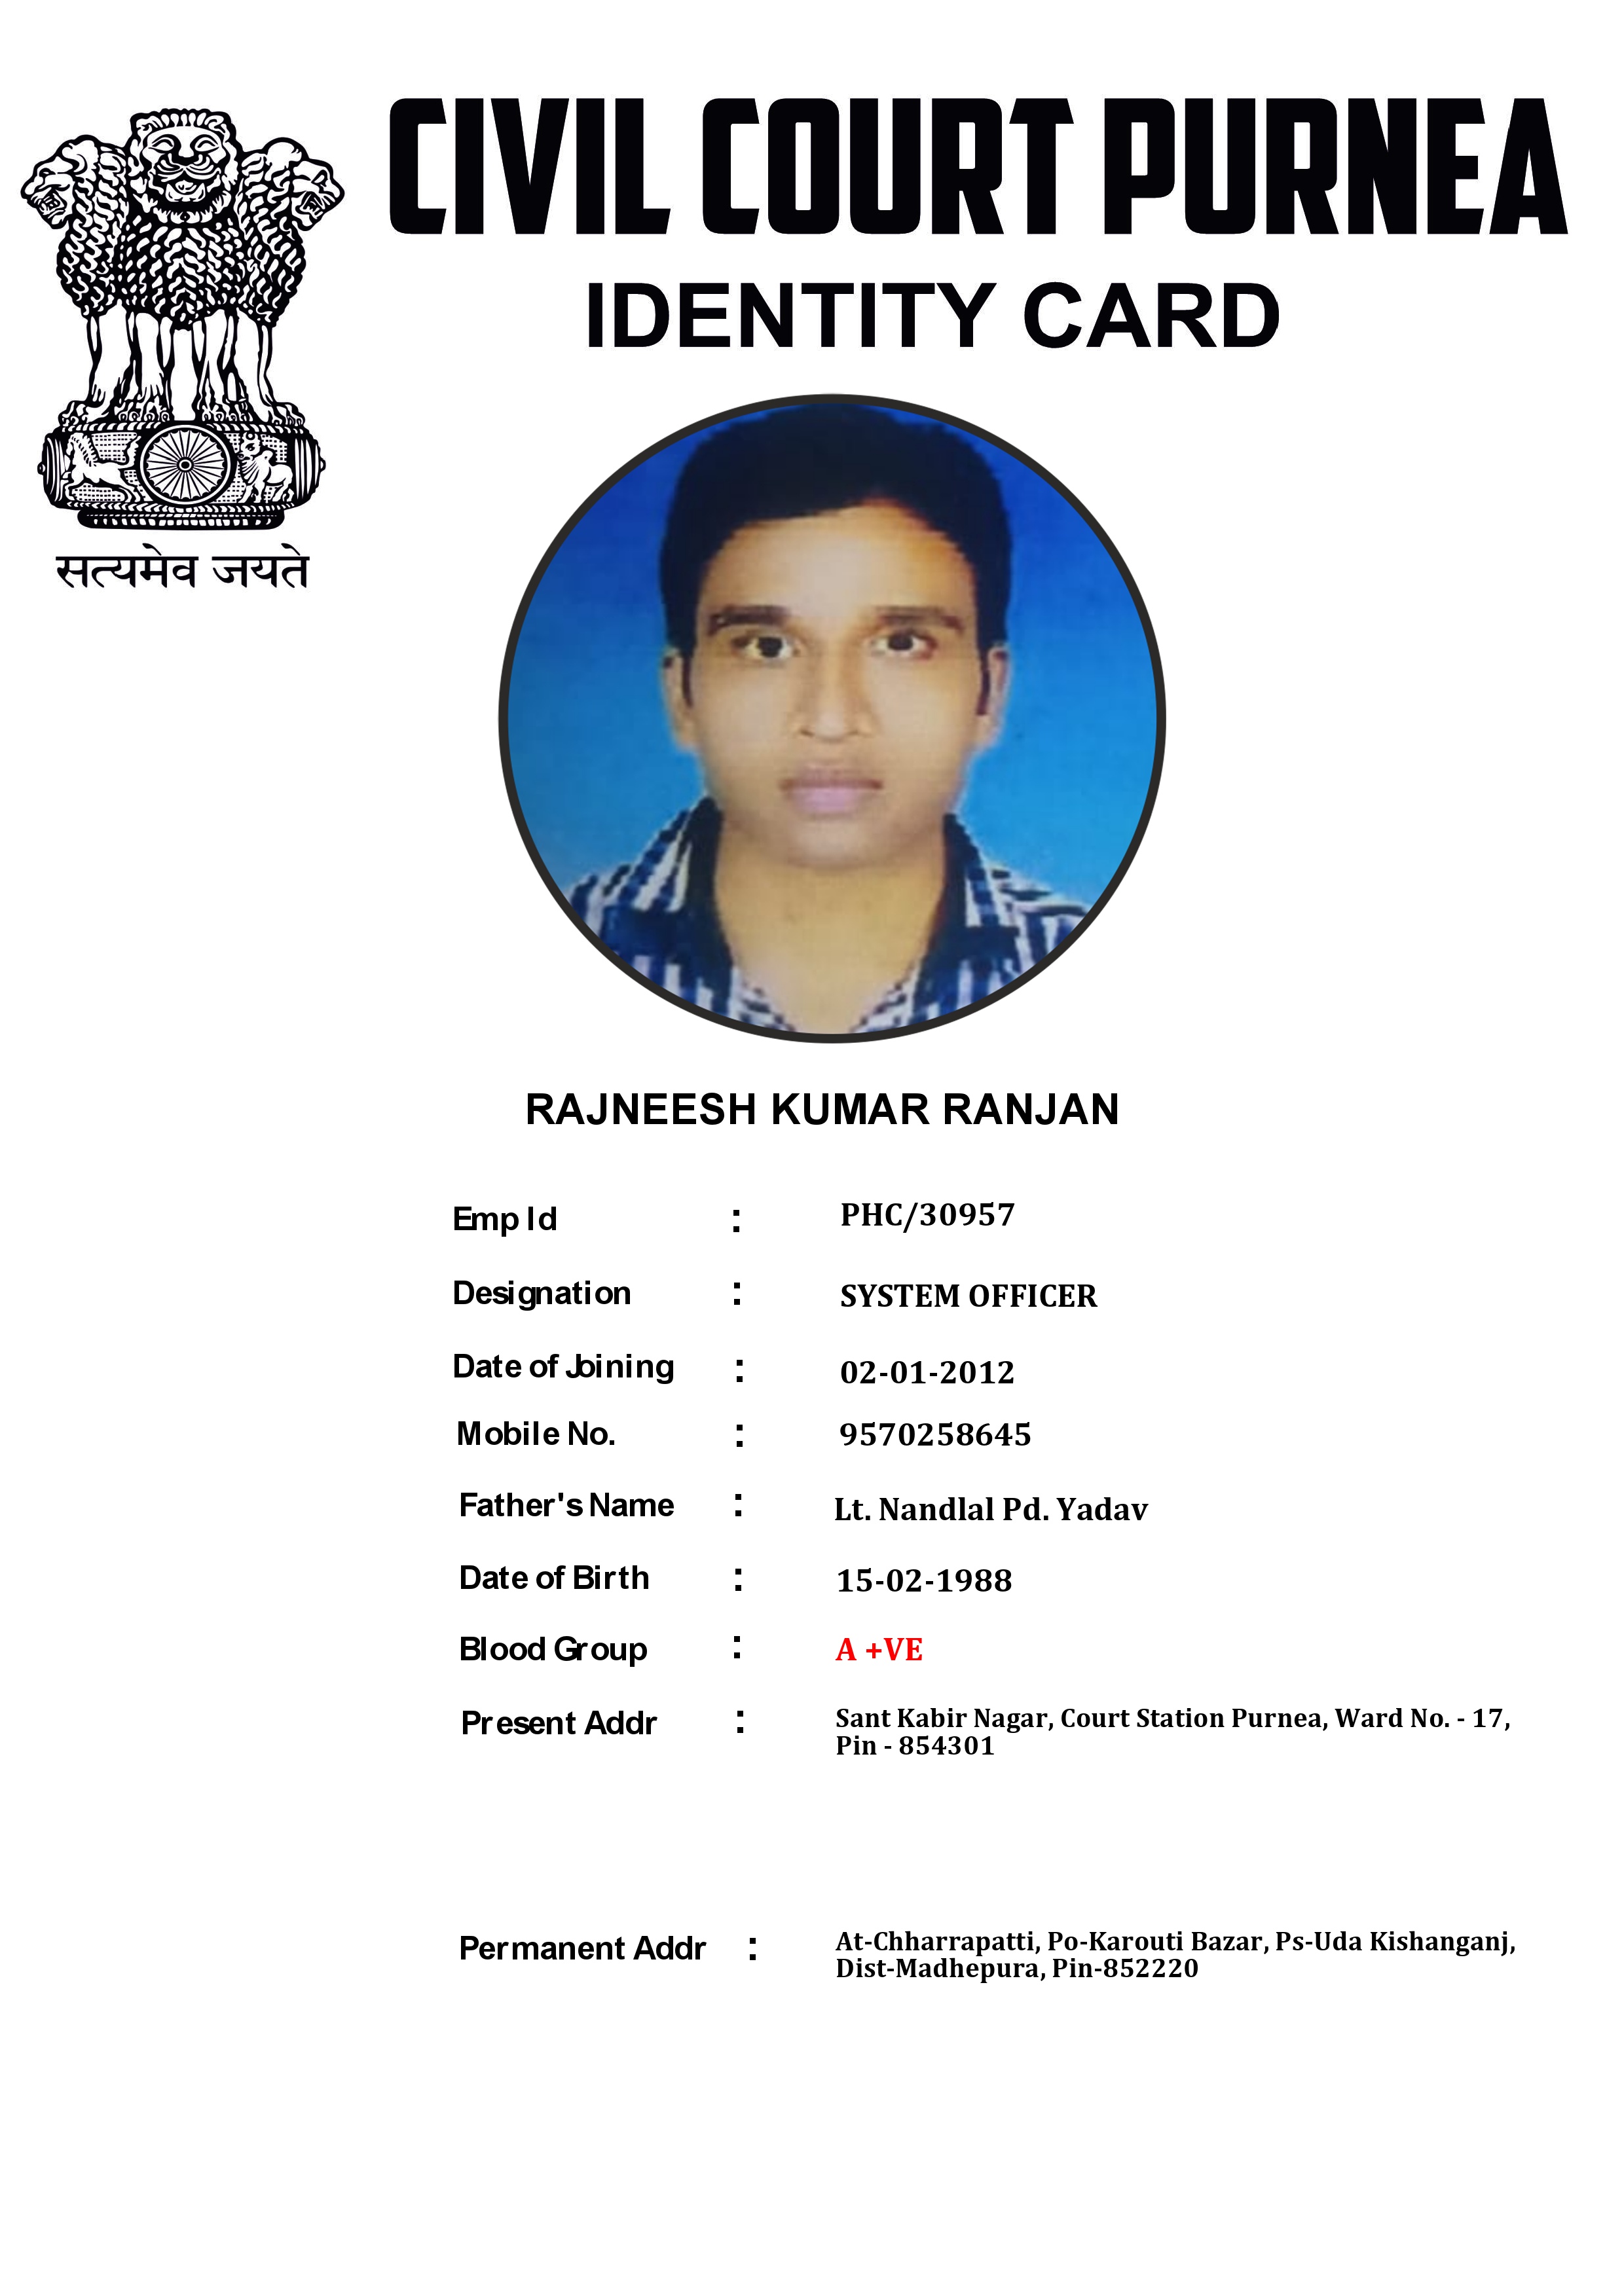 CIVIL COURT PURNEA
IDENTITY CARD
सत्यमेव जयते
RAJNEESH KUMAR RANJAN
Emp Id : PHC/30957
Designation : SYSTEM OFFICER
Date of Joining : 02-01-2012
Mobile No. : 9570258645
Father's Name : Lt. Nandlal Pd. Yadav
Date of Birth : 15-02-1988
Blood Group : A +VE
Present Addr : Sant Kabir Nagar, Court Station Purnea, Ward No. - 17,
Pin - 854301
Permanent Addr : At-Chharrapatti, Po-Karouti Bazar, Ps-Uda Kishanganj,
Dist-Madhepura, Pin-852220